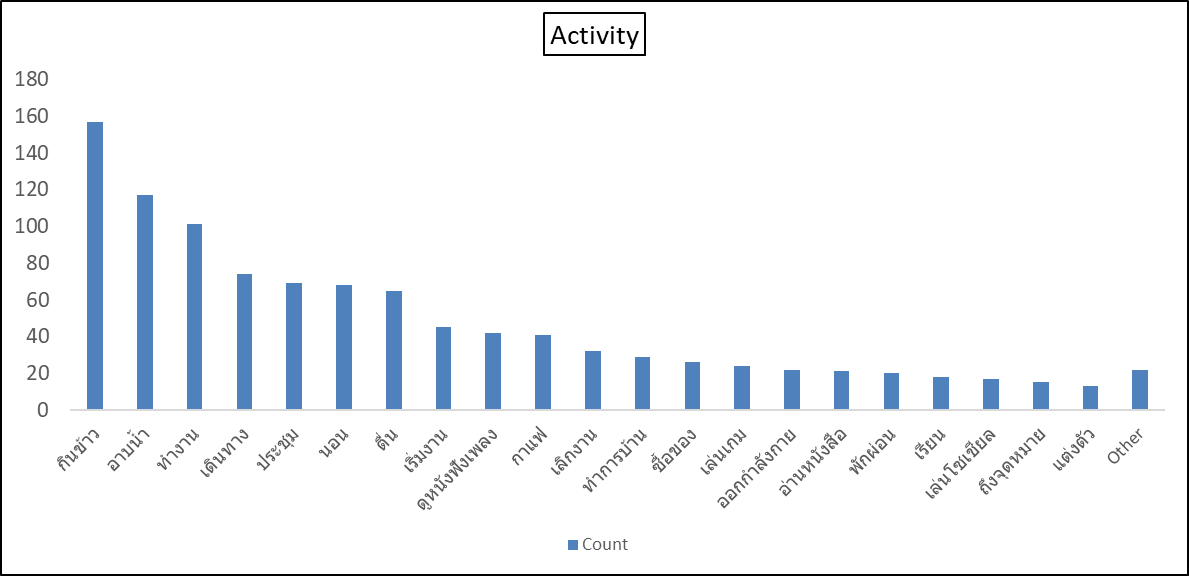 Activity
180
160
140
120
100
80
60
40
20
0
กินข้าว
อาบน้ำ
ทำงาน
เดินทาง
ประชุม
นอน
ตื่น
เริ่มงาน
ดูหนังฟังเพลง
กาแฟ
เลิกงาน
ทำการบ้าน
ซื้อของ
เล่นเกม
ออกกำลังกาย
อ่านหนังสือ
พักผ่อน
เรียน
เล่นโซเชียล
ถึงจุดหมาย
แต่งตัว
Other
Count